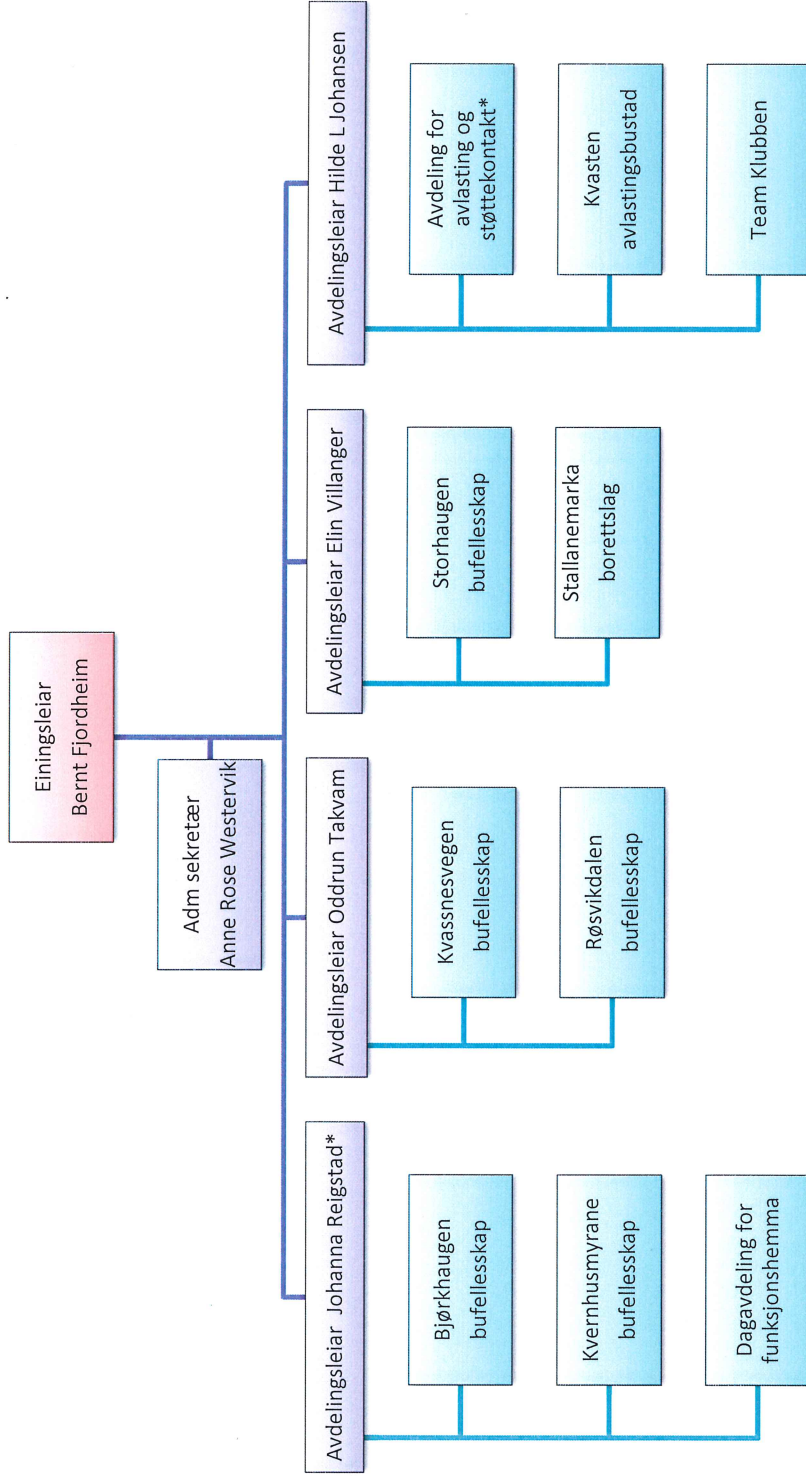 Einingsleiar
Bernt Fjordheim
Adm sekretær
Anne Rose Westervik
Avdelingsleiar Johanna Reigstad*
Avdelingsleiar Oddrun Takvam
Avdelingsleiar Elin Villanger
Avdelingsleiar Hilde L Johansen
Bjørkhaugen
bufellesskap
Kvernhusmyrane
bufellesskap
Dagavdeling for
funksjonshemma
Kvassnesvegen
bufellesskap
Røsvikdalen
bufellesskap
Storhaugen
bufellesskap
Stallanemarka
borettslag
Avdeling for
avlasting og
støttekontakt*
Kvasten
avlastingsbustad
Team Klubben